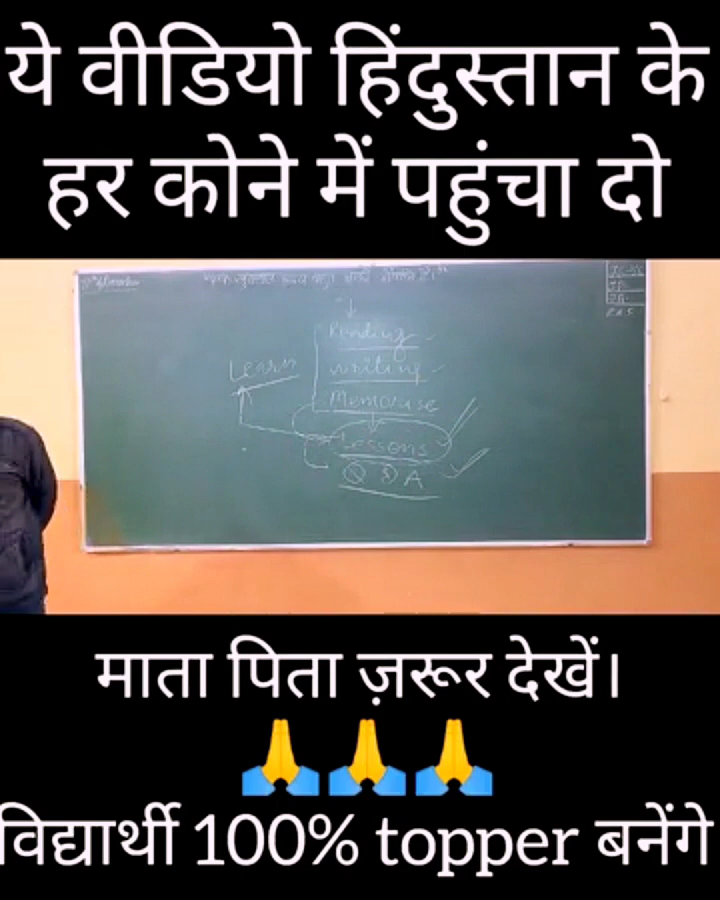 ये वीडियो हिंदुस्तान के
हर कोने में पहुंचा दो
Reading
Learn
writing
Memorise
Lessons
Q & A
माता पिता ज़रूर देखें।
🙏🙏🙏
विद्यार्थी 100% topper बनेंगे